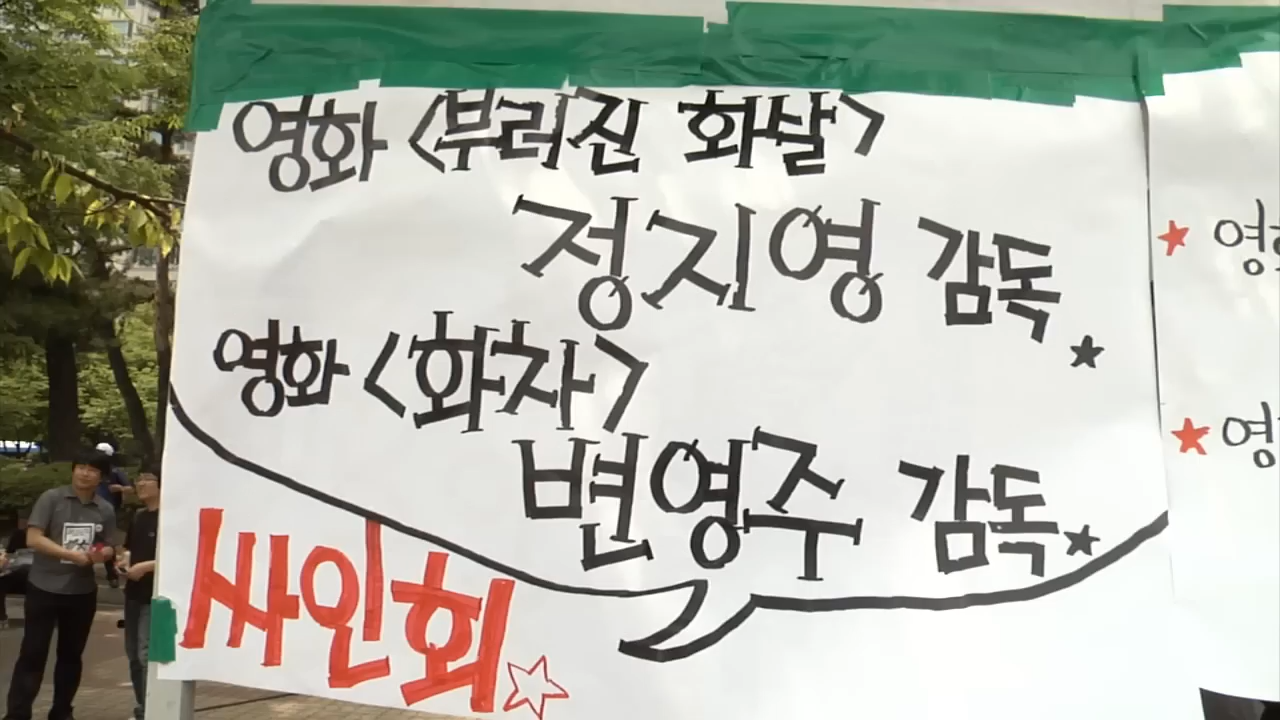 영화 <부러진 화살>
정지영 감독
영화 <화차>
변영주 감독
싸인회
영